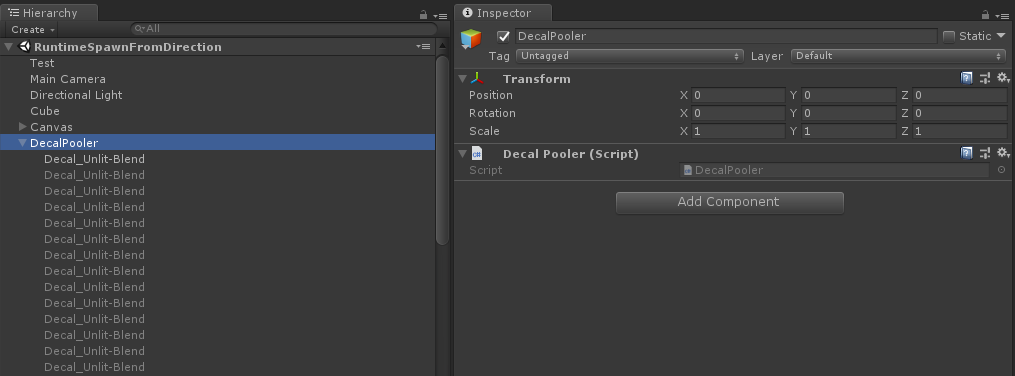 Hierarchy
Create All
RuntimeSpawnFromDirection
Test
Main Camera
Directional Light
Cube
Canvas
DecalPooler
Decal_Unlit-Blend
Decal_Unlit-Blend
Decal_Unlit-Blend
Decal_Unlit-Blend
Decal_Unlit-Blend
Decal_Unlit-Blend
Decal_Unlit-Blend
Decal_Unlit-Blend
Decal_Unlit-Blend
Decal_Unlit-Blend
Decal_Unlit-Blend
Decal_Unlit-Blend
Decal_Unlit-Blend
Decal_Unlit-Blend
Inspector
DecalPooler Static
Tag Untagged Layer Default
Transform
Position X 0 Y 0 Z 0
Rotation X 0 Y 0 Z 0
Scale X 1 Y 1 Z 1
Decal Pooler (Script)
Script DecalPooler
Add Component